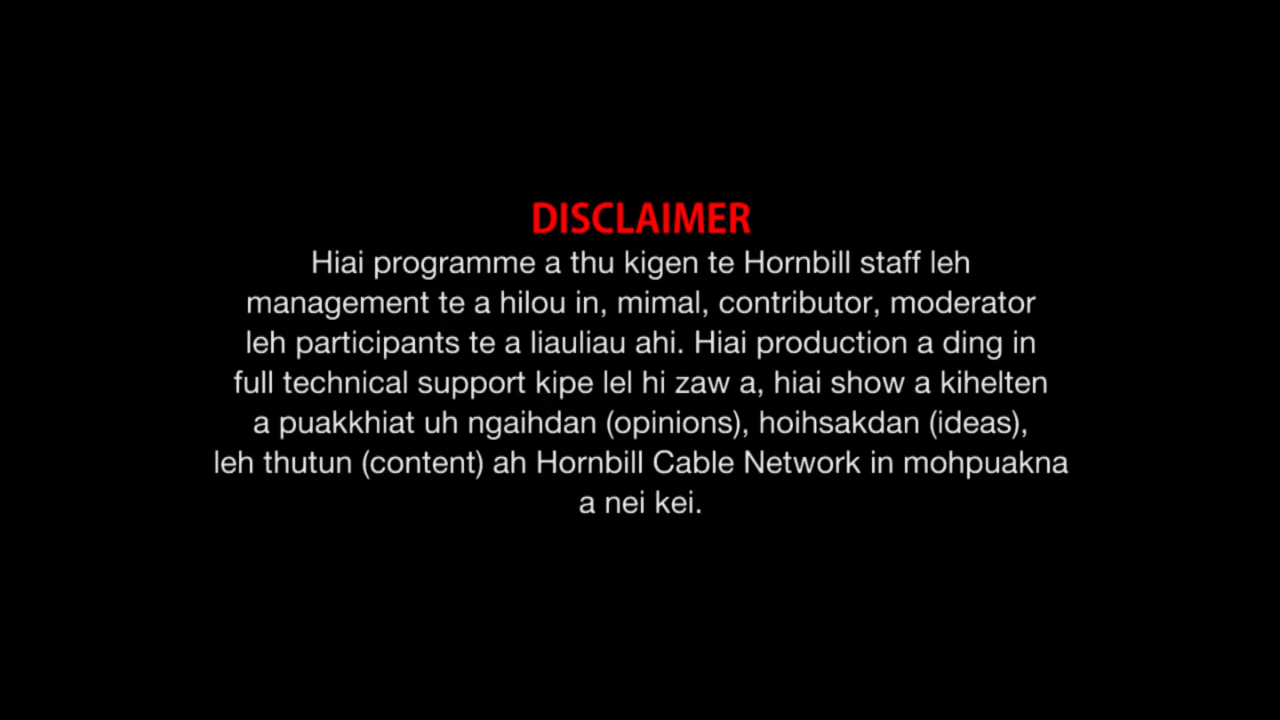 DISCLAIMER
Hiai programme a thu kigen te Hornbill staff leh
management te a hilou in, mimal, contributor, moderator
leh participants te a liauliau ahi. Hiai production a ding in
full technical support kipe lel hi zaw a, hiai show a kihelten
a puakkhiat uh ngaihdan (opinions), hoihsakdan (ideas),
leh thutun (content) ah Hornbill Cable Network in mohpuakna
a nei kei.